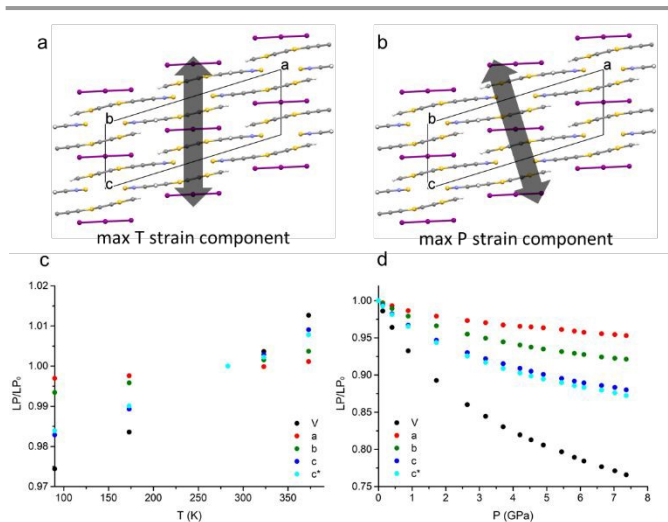 a
b
a
b
c
a
b
c
max T strain component
max P strain component
c
d
1.02
1.01
1.00
0.99
0.98
0.97
LP/LP₀
100 150 200 250 300 350
T (K)
V
a
b
c
c*
1.00
0.95
0.90
0.85
0.80
0.75
LP/LP₀
0 1 2 3 4 5 6 7 8
P (GPa)
V
a
b
c
c*